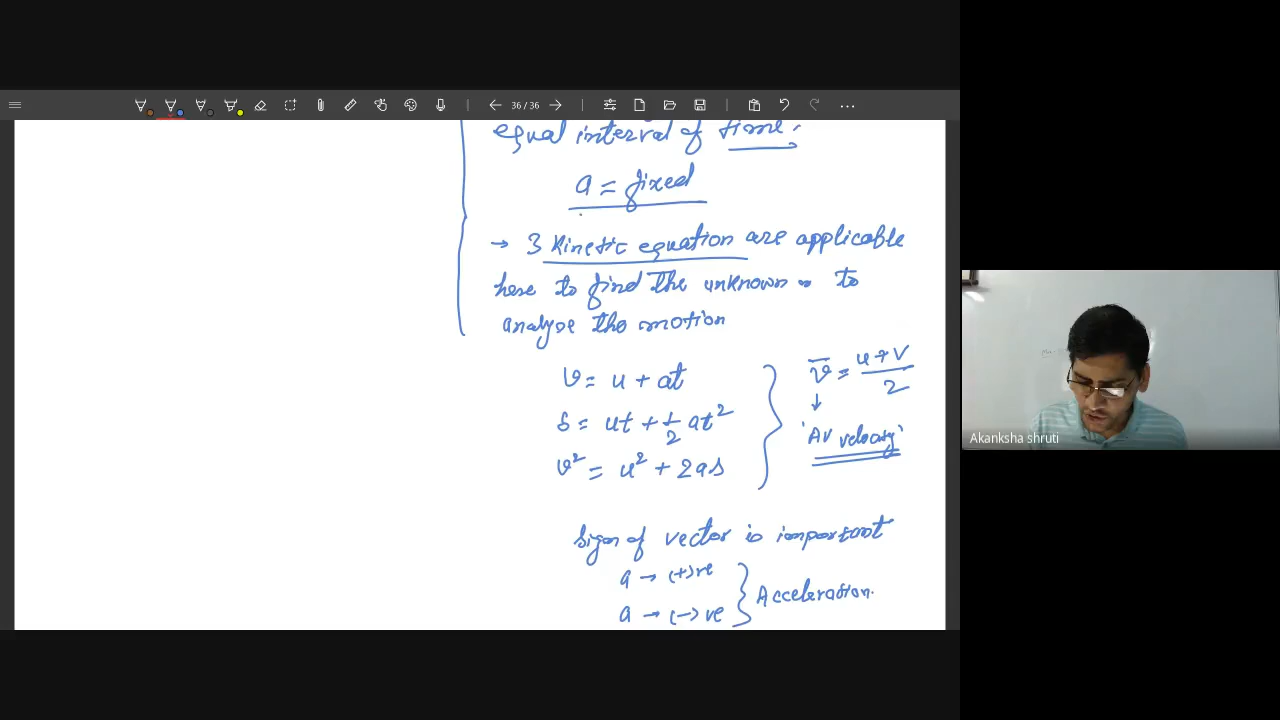 36 / 36
equal interval of time.
a = fixed
→ 3 Kinetic equation are applicable
here to find the unknown to
analyse the motion
v = u + at
s = ut + 1/2 at²
v² = u² + 2as
v̄ = u + v / 2
↓
'Av velocity'
Sign of vector is important
a → (+)ve
a → (-)ve
Acceleration.
Akanksha shruti